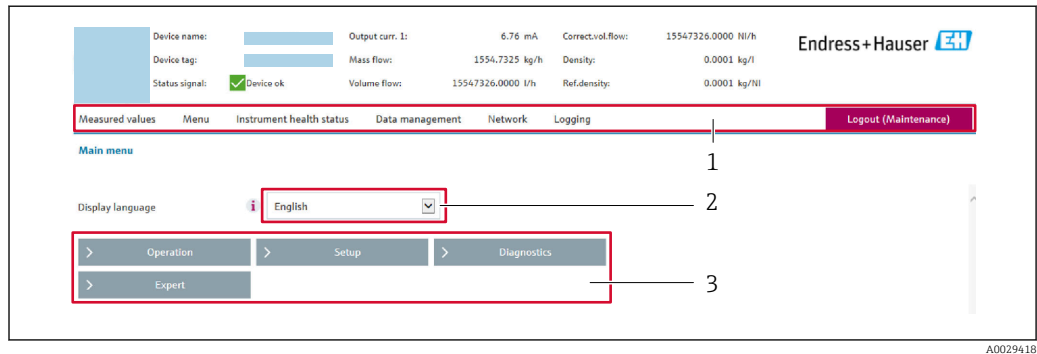 Device name: Output curr. 1: 6.76 mA Correct.vol.flow: 15547326.0000 Nl/h
Endress+Hauser EH
Device tag: Mass flow: 1554.7325 kg/h Density: 0.0001 kg/l
Status signal: Device ok Volume flow: 15547326.0000 l/h Ref.density: 0.0001 kg/Nl
Measured values Menu Instrument health status Data management Network Logging Logout (Maintenance)
1
Main menu
Display language i English 2
> Operation > Setup > Diagnostics
> Expert 3
A0029418